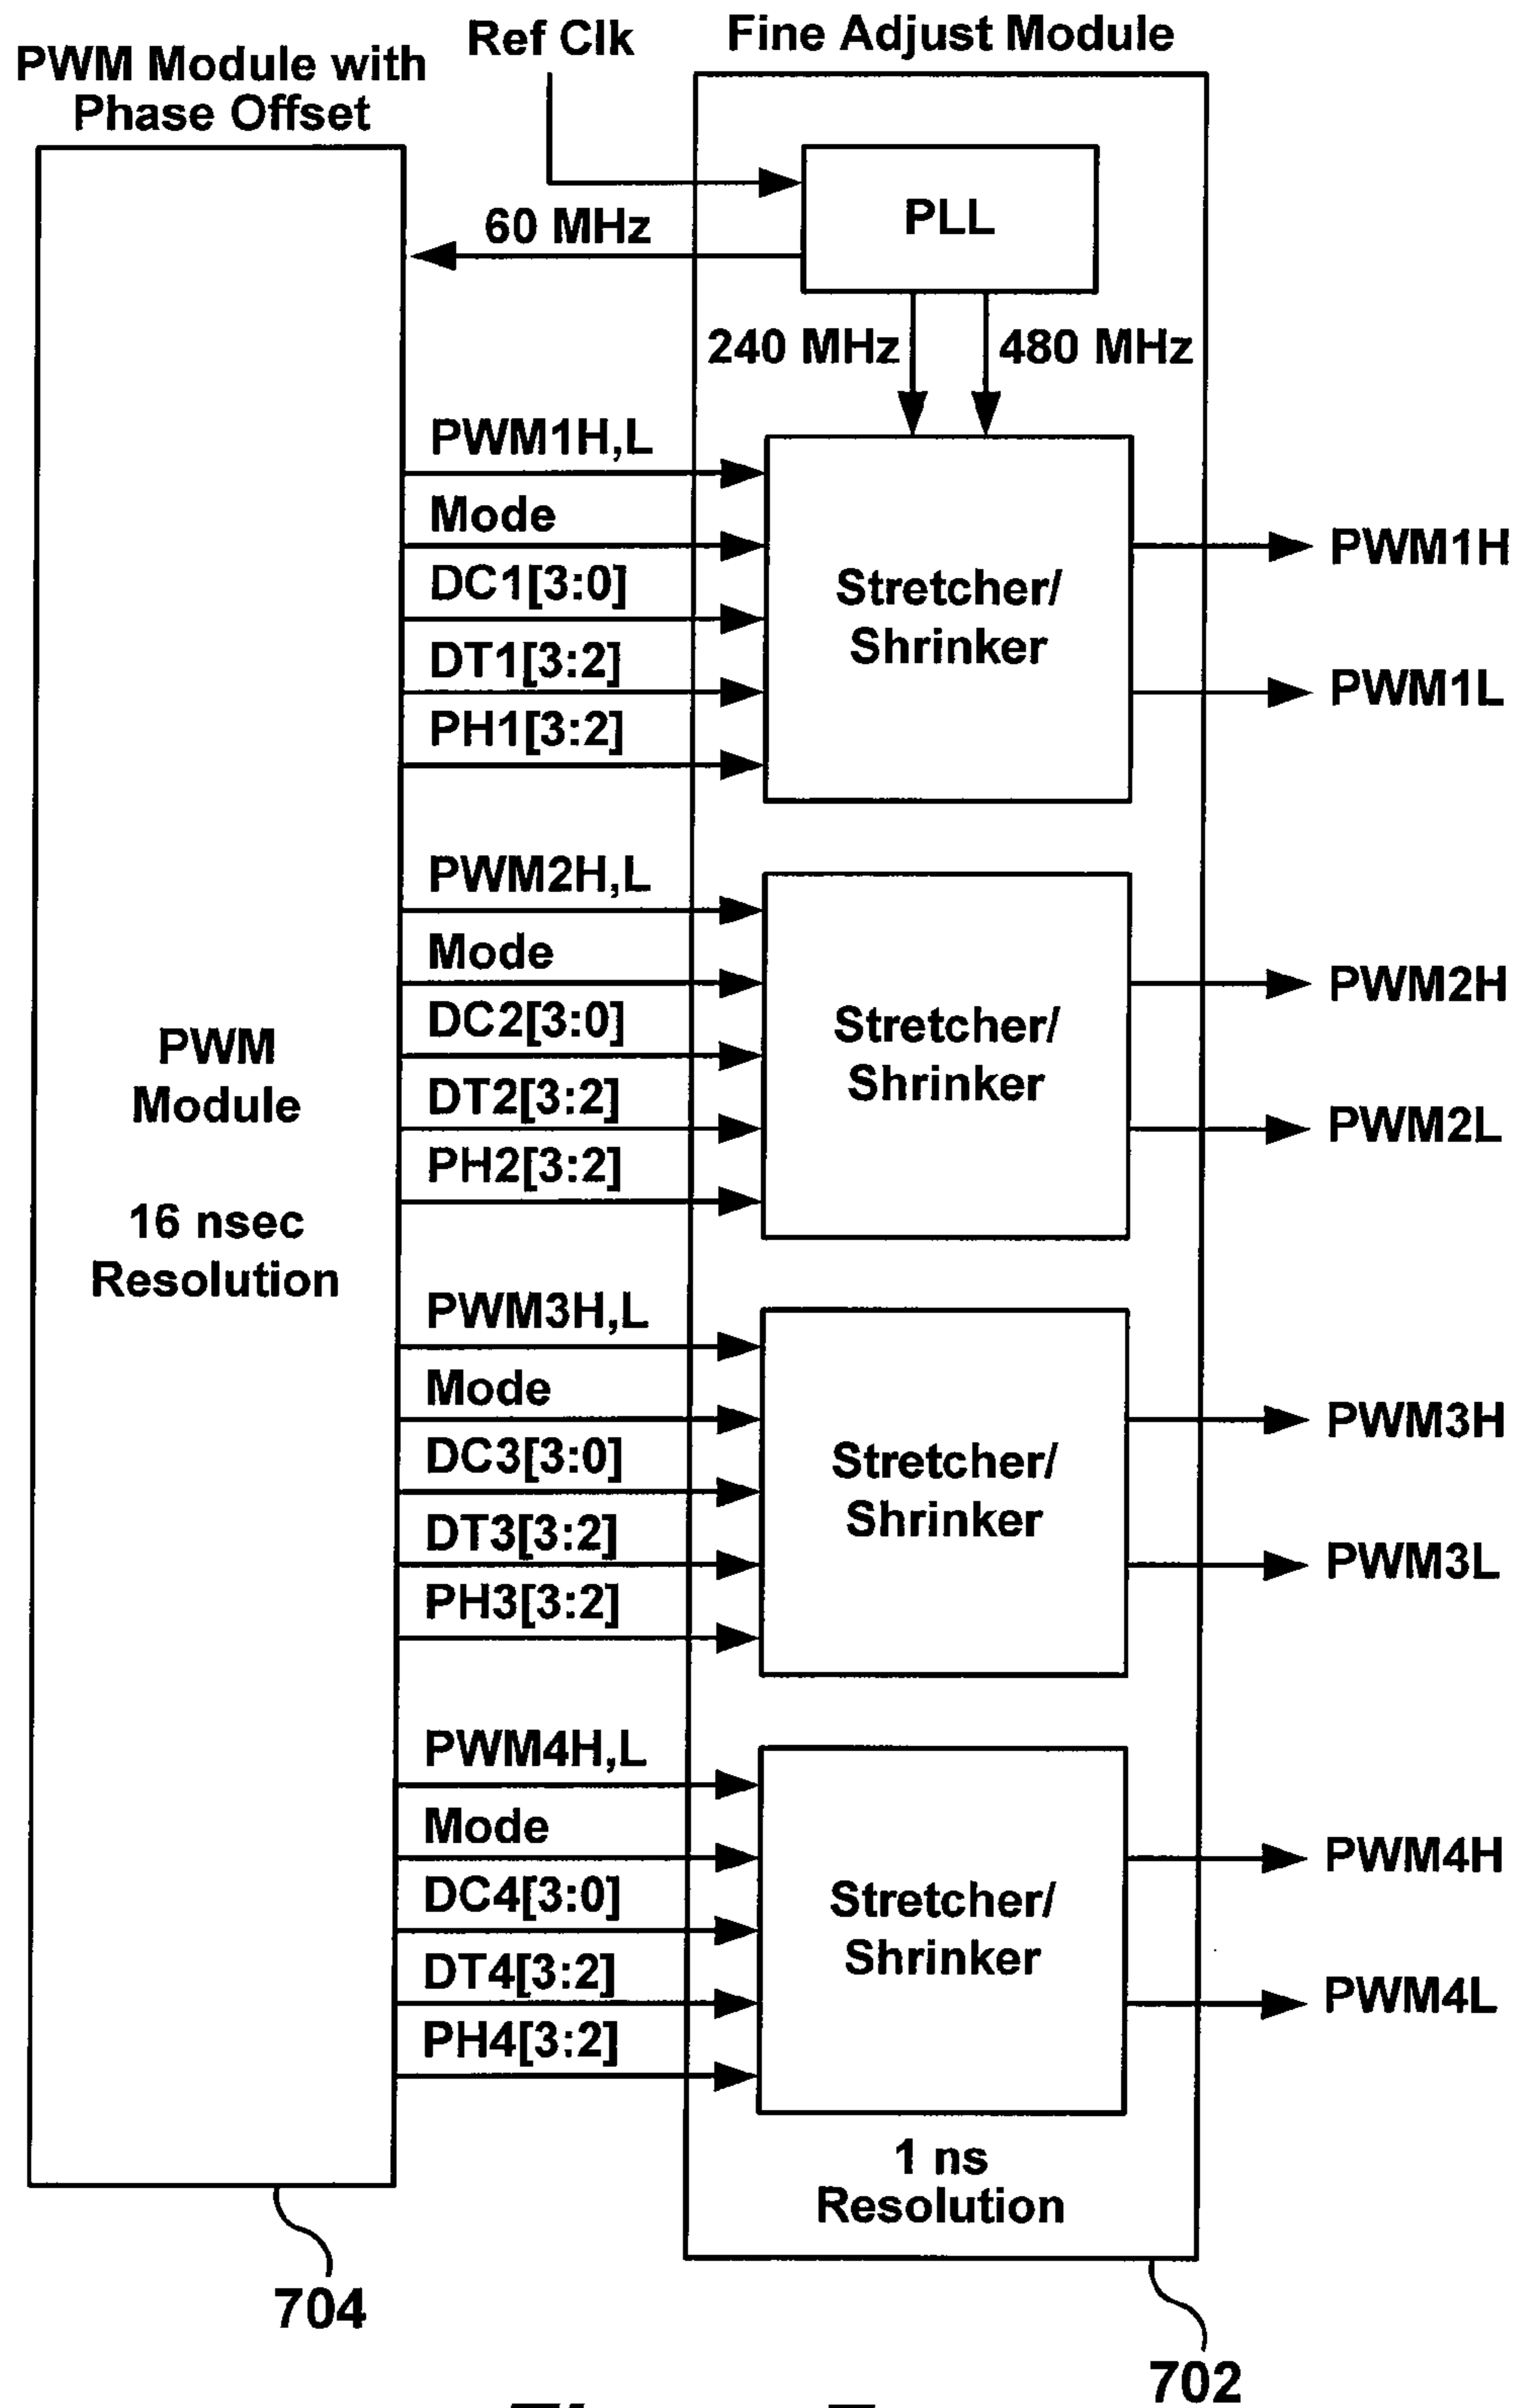 Ref Clk
Fine Adjust Module
PWM Module with
Phase Offset
PLL
60 MHz
240 MHz
480 MHz
PWM1H,L
Mode
DC1[3:0]
DT1[3:2]
PH1[3:2]
Stretcher/
Shrinker
PWM1H
PWM1L
PWM2H,L
Mode
DC2[3:0]
DT2[3:2]
PH2[3:2]
Stretcher/
Shrinker
PWM2H
PWM2L
PWM
Module
16 nsec
Resolution
PWM3H,L
Mode
DC3[3:0]
DT3[3:2]
PH3[3:2]
Stretcher/
Shrinker
PWM3H
PWM3L
PWM4H,L
Mode
DC4[3:0]
DT4[3:2]
PH4[3:2]
Stretcher/
Shrinker
PWM4H
PWM4L
1 ns
Resolution
704
702